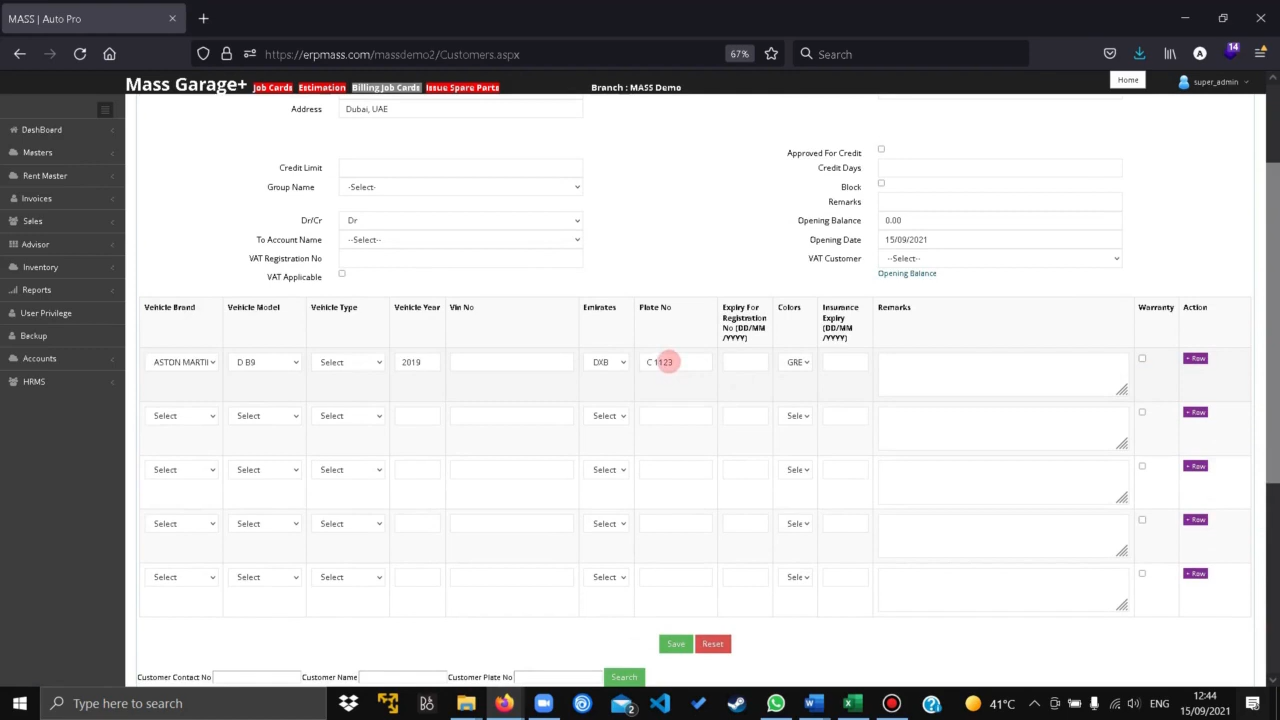 MASS | Auto Pro
https://erpmass.com/massdemo2/Customers.aspx
67%
Search
14
Mass Garage+
Job Cards
Estimation
Billing Job Cards
Issue Spare Parts
Branch : MASS Demo
Home
super_admin
DashBoard
Masters
Rent Master
Invoices
Sales
Advisor
Inventory
Reports
User Privilege
Backup
Accounts
HRMS
Address
Dubai, UAE
Approved For Credit
Credit Limit
Credit Days
Group Name
-Select-
Block
Remarks
Dr/Cr
Dr
Opening Balance
0.00
To Account Name
--Select--
Opening Date
15/09/2021
VAT Registration No
VAT Customer
--Select--
VAT Applicable
Opening Balance
Vehicle Brand
Vehicle Model
Vehicle Type
Vehicle Year
Vin No
Emirates
Plate No
Expiry For
Registration
No (DD/MM
/YYYY)
Colors
Insurance
Expiry
(DD/MM
/YYYY)
Remarks
Warranty
Action
ASTON MARTII
D B9
Select
2019
DXB
C 1123
GRE
+ Row
Select
Select
Select
Select
Sele
+ Row
Select
Select
Select
Select
Sele
+ Row
Select
Select
Select
Select
Sele
+ Row
Select
Select
Select
Select
Sele
+ Row
Save
Reset
Customer Contact No
Customer Name
Customer Plate No
Search
Type here to search
2
41°C
12:44
15/09/2021